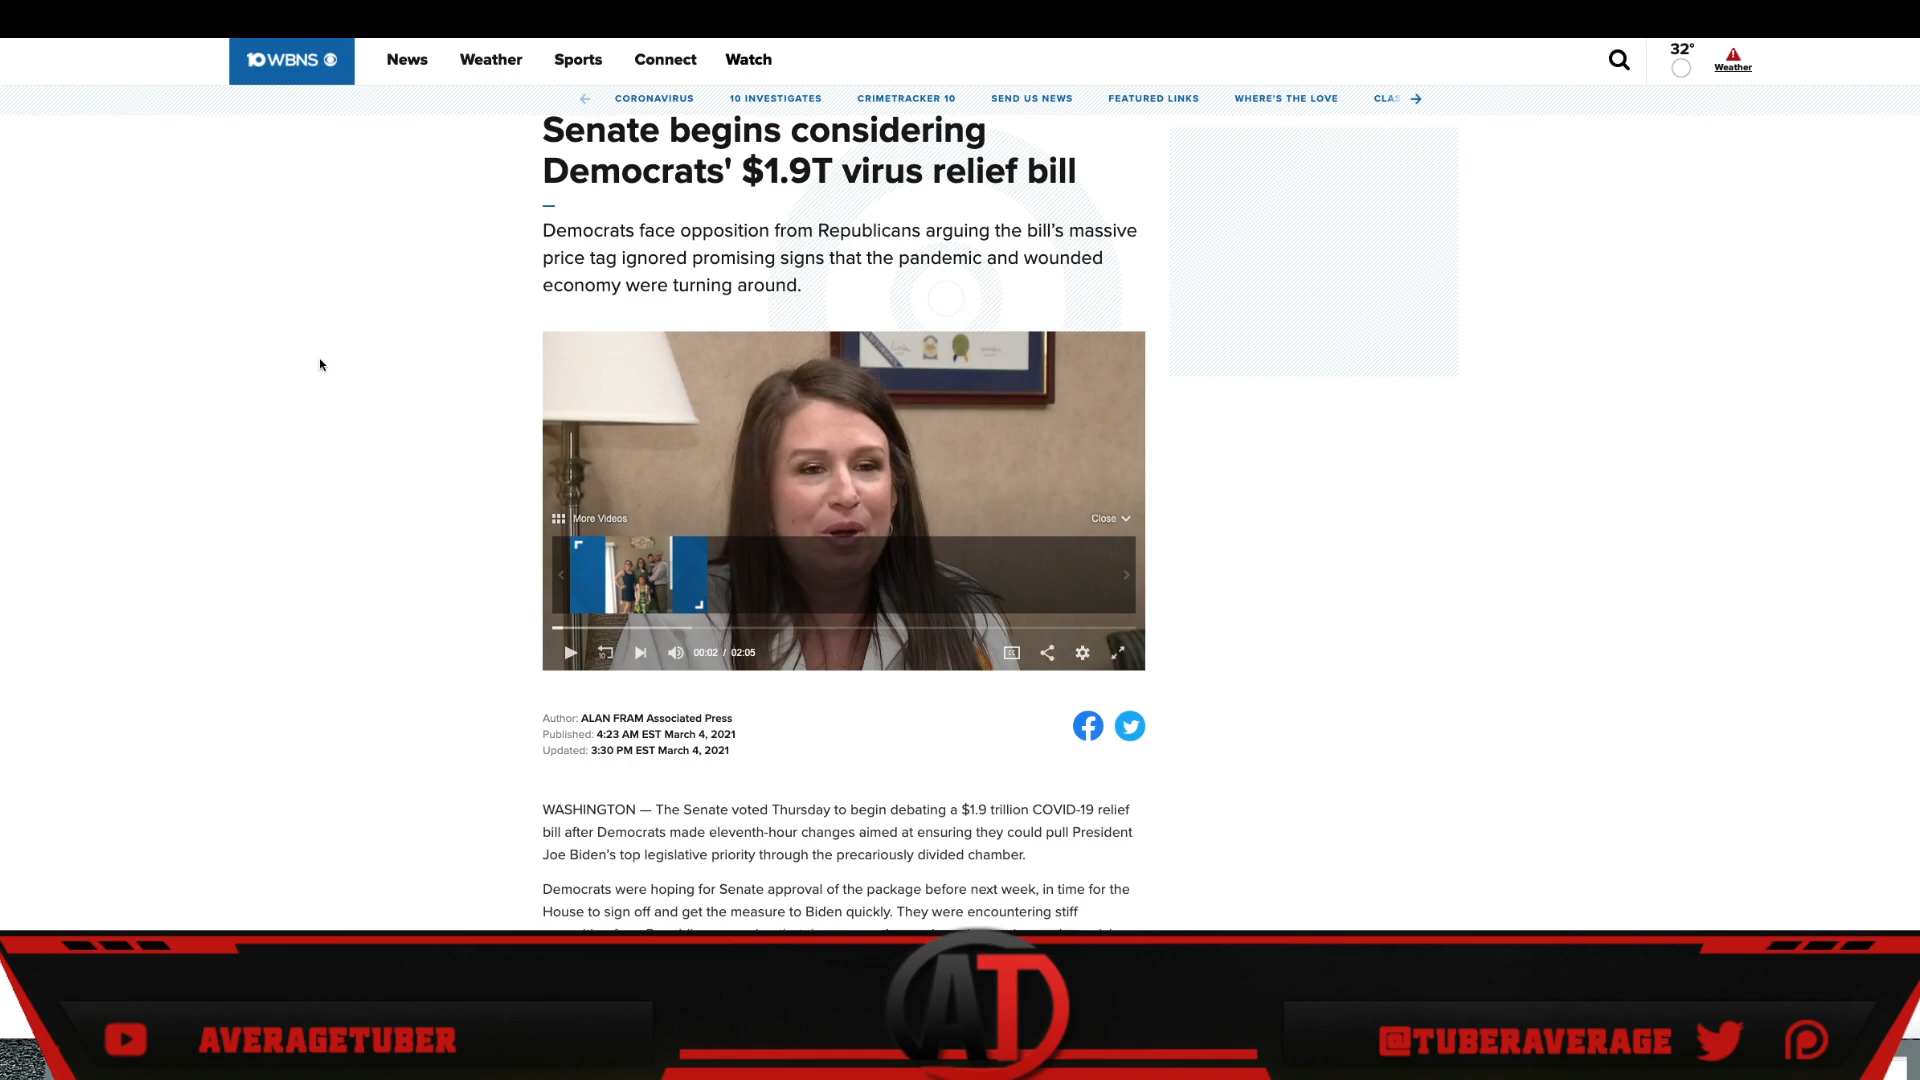 10 WBNS
News
Weather
Sports
Connect
Watch
32°
Weather
CORONAVIRUS
10 INVESTIGATES
CRIMETRACKER 10
SEND US NEWS
FEATURED LINKS
WHERE'S THE LOVE
CLAS
Senate begins considering
Democrats' $1.9T virus relief bill
Democrats face opposition from Republicans arguing the bill’s massive
price tag ignored promising signs that the pandemic and wounded
economy were turning around.
More Videos
Close
10
00:02 / 02:05
CC
Author: ALAN FRAM Associated Press
Published: 4:23 AM EST March 4, 2021
Updated: 3:30 PM EST March 4, 2021
WASHINGTON — The Senate voted Thursday to begin debating a $1.9 trillion COVID-19 relief
bill after Democrats made eleventh-hour changes aimed at ensuring they could pull President
Joe Biden’s top legislative priority through the precariously divided chamber.
Democrats were hoping for Senate approval of the package before next week, in time for the
House to sign off and get the measure to Biden quickly. They were encountering stiff
AT
AVERAGETUBER
@TUBERAVERAGE